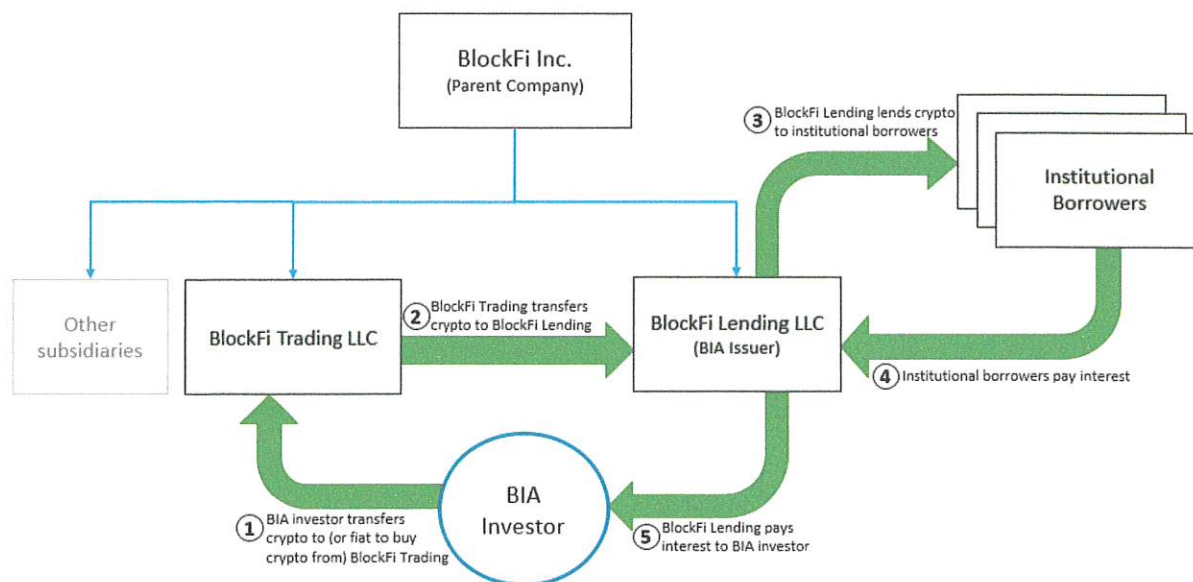 BlockFi Inc.
(Parent Company)
3
BlockFi Lending lends crypto
to institutional borrowers
Institutional
Borrowers
Other
subsidiaries
BlockFi Trading LLC
2
BlockFi Trading transfers
crypto to BlockFi Lending
BlockFi Lending LLC
(BIA Issuer)
4
Institutional borrowers pay interest
BIA
Investor
1
BIA investor transfers
crypto to (or fiat to buy
crypto from) BlockFi Trading
5
BlockFi Lending pays
interest to BIA investor